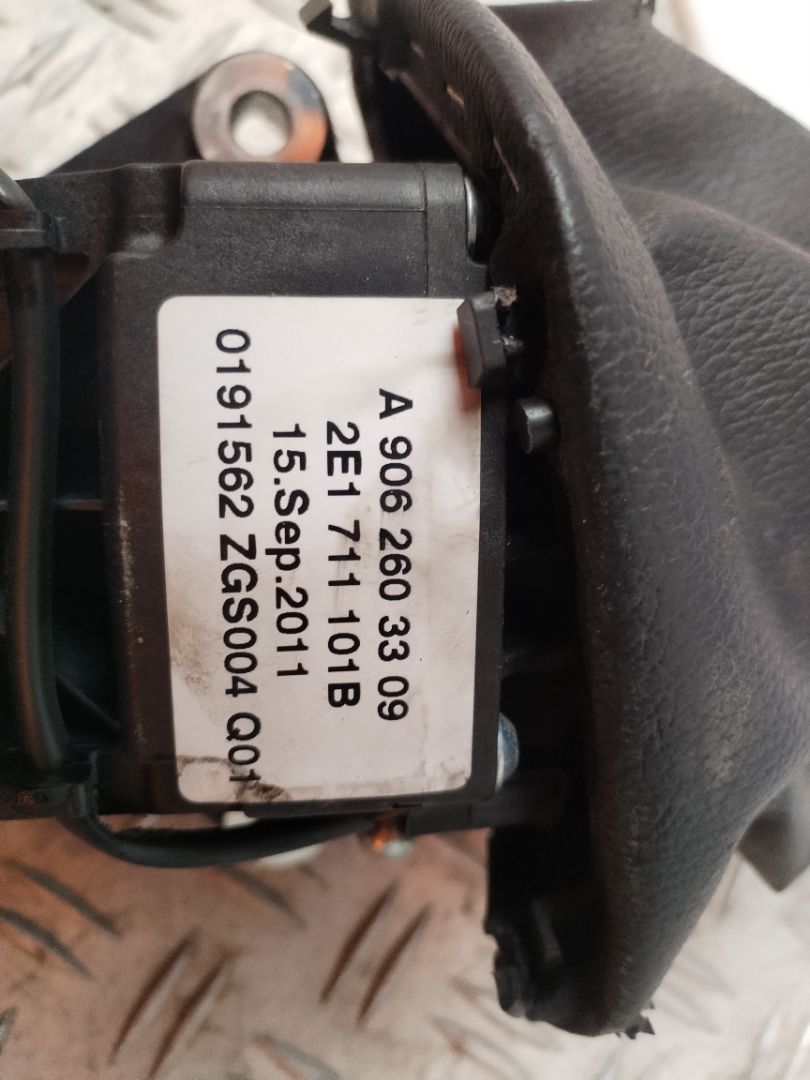 A 906 260 33 09
2E1 711 101B
15.Sep.2011
0191562 ZGS004 Q01